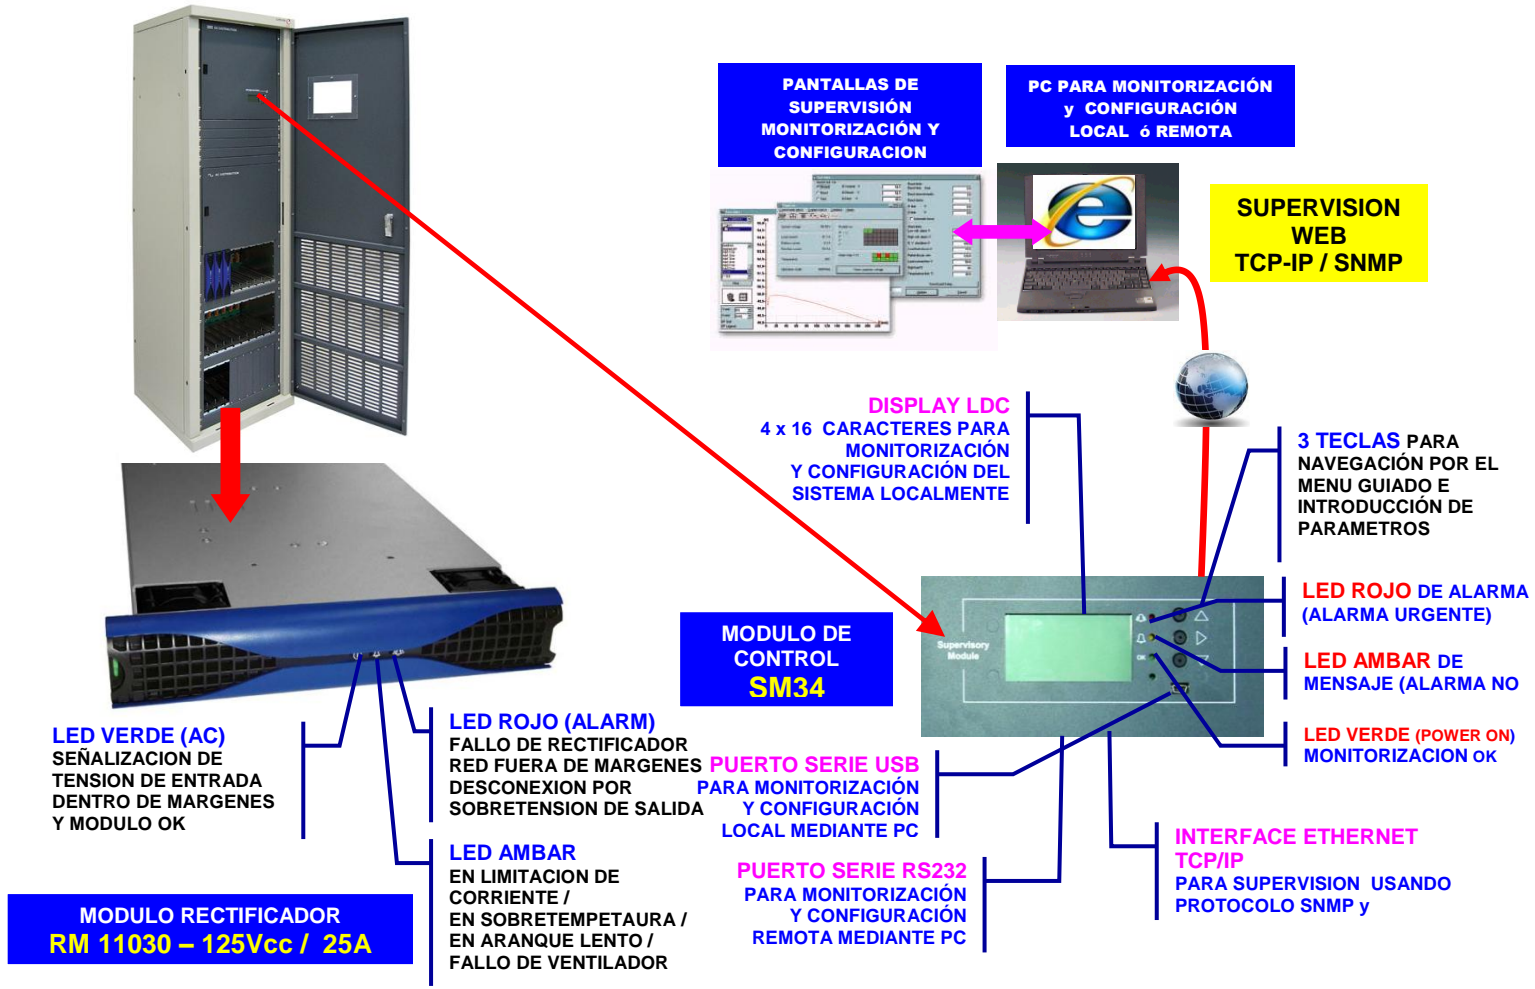 PANTALLAS DE
SUPERVISIÓN
MONITORIZACIÓN Y
CONFIGURACION
PC PARA MONITORIZACIÓN
y CONFIGURACIÓN
LOCAL ó REMOTA
SUPERVISION
WEB
TCP-IP / SNMP
DISPLAY LDC
4 x 16 CARACTERES PARA
MONITORIZACIÓN
Y CONFIGURACIÓN DEL
SISTEMA LOCALMENTE
3 TECLAS PARA
NAVEGACIÓN POR EL
MENU GUIADO E
INTRODUCCIÓN DE
PARAMETROS
LED ROJO DE ALARMA
(ALARMA URGENTE)
LED AMBAR DE
MENSAJE (ALARMA NO
LED VERDE (POWER ON)
MONITORIZACION OK
MODULO DE
CONTROL
SM34
Supervisory
Module
OK
LED VERDE (AC)
SEÑALIZACION DE
TENSION DE ENTRADA
DENTRO DE MARGENES
Y MODULO OK
LED ROJO (ALARM)
FALLO DE RECTIFICADOR
RED FUERA DE MARGENES
DESCONEXION POR
SOBRETENSION DE SALIDA
PUERTO SERIE USB
PARA MONITORIZACIÓN
Y CONFIGURACIÓN
LOCAL MEDIANTE PC
LED AMBAR
EN LIMITACION DE
CORRIENTE /
EN SOBRETEMPETAURA /
EN ARANQUE LENTO /
FALLO DE VENTILADOR
PUERTO SERIE RS232
PARA MONITORIZACIÓN
Y CONFIGURACIÓN
REMOTA MEDIANTE PC
INTERFACE ETHERNET
TCP/IP
PARA SUPERVISION USANDO
PROTOCOLO SNMP y
MODULO RECTIFICADOR
RM 11030 – 125Vcc / 25A